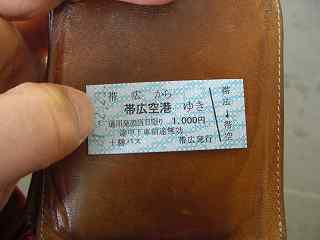 帯広から
帯広空港 ゆき
通用発売当日限り 1,000円
途中下車前途無効
十勝バス 帯広発行
帯広→帯空